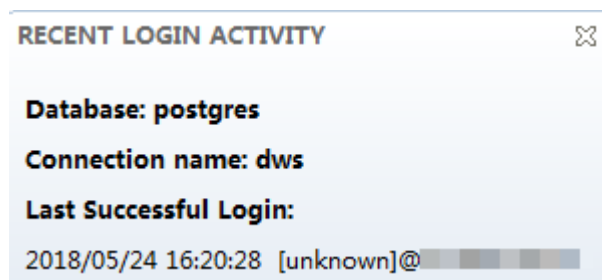 RECENT LOGIN ACTIVITY
Database: postgres
Connection name: dws
Last Successful Login:
2018/05/24 16:20:28 [unknown]@